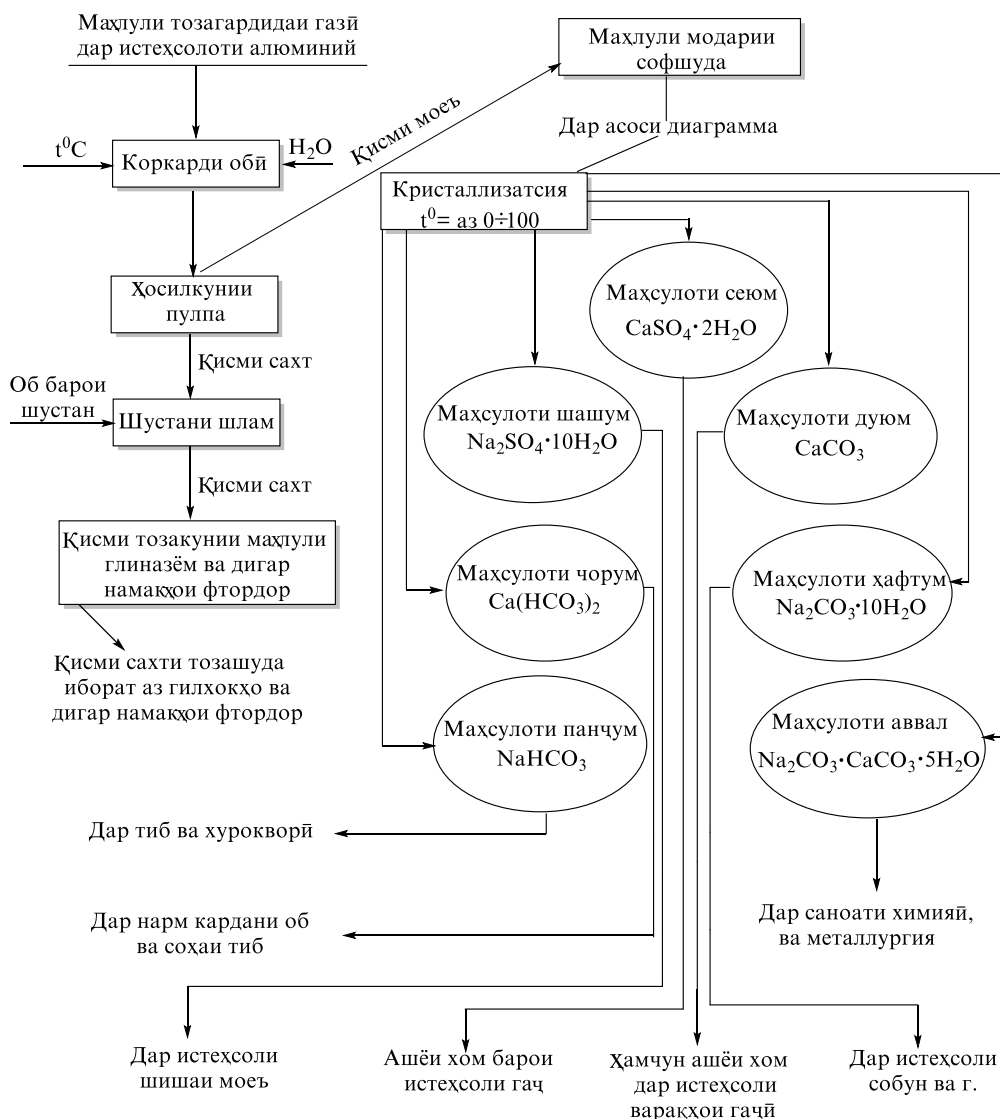 Маҳлули тозагардидаи газӣ
дар истеҳсолоти алюминий
Маҳлули модарии
софшуда
Қисми моеъ
Дар асоси диаграмма
t⁰C
H₂O
Коркарди обӣ
Кристаллизатсия
t⁰= аз 0÷100
Ҳосилкунии
пулпа
Маҳсулоти сеюм
CaSO₄·2H₂O
Қисми сахт
Об барои
шустан
Шустани шлам
Маҳсулоти шашум
Na₂SO₄·10H₂O
Маҳсулоти дуюм
CaCO₃
Қисми сахт
Қисми тозакунии маҳлули
глиназём ва дигар
намакҳои фтордор
Маҳсулоти чорум
Ca(HCO₃)₂
Маҳсулоти ҳафтум
Na₂CO₃·10H₂O
Қисми сахти тозашуда
иборат аз гилхокҳо ва
дигар намакҳои фтордор
Маҳсулоти панҷум
NaHCO₃
Маҳсулоти аввал
Na₂CO₃·CaCO₃·5H₂O
Дар тиб ва хурокворӣ
Дар нарм кардани об
ва соҳаи тиб
Дар саноати химияӣ,
ва металлургия
Дар истеҳсоли
шишаи моеъ
Ашёи хом барои
истеҳсоли гаҷ
Ҳамчун ашёи хом
дар истеҳсоли
варақҳои гаҷӣ
Дар истеҳсоли
собун ва г.